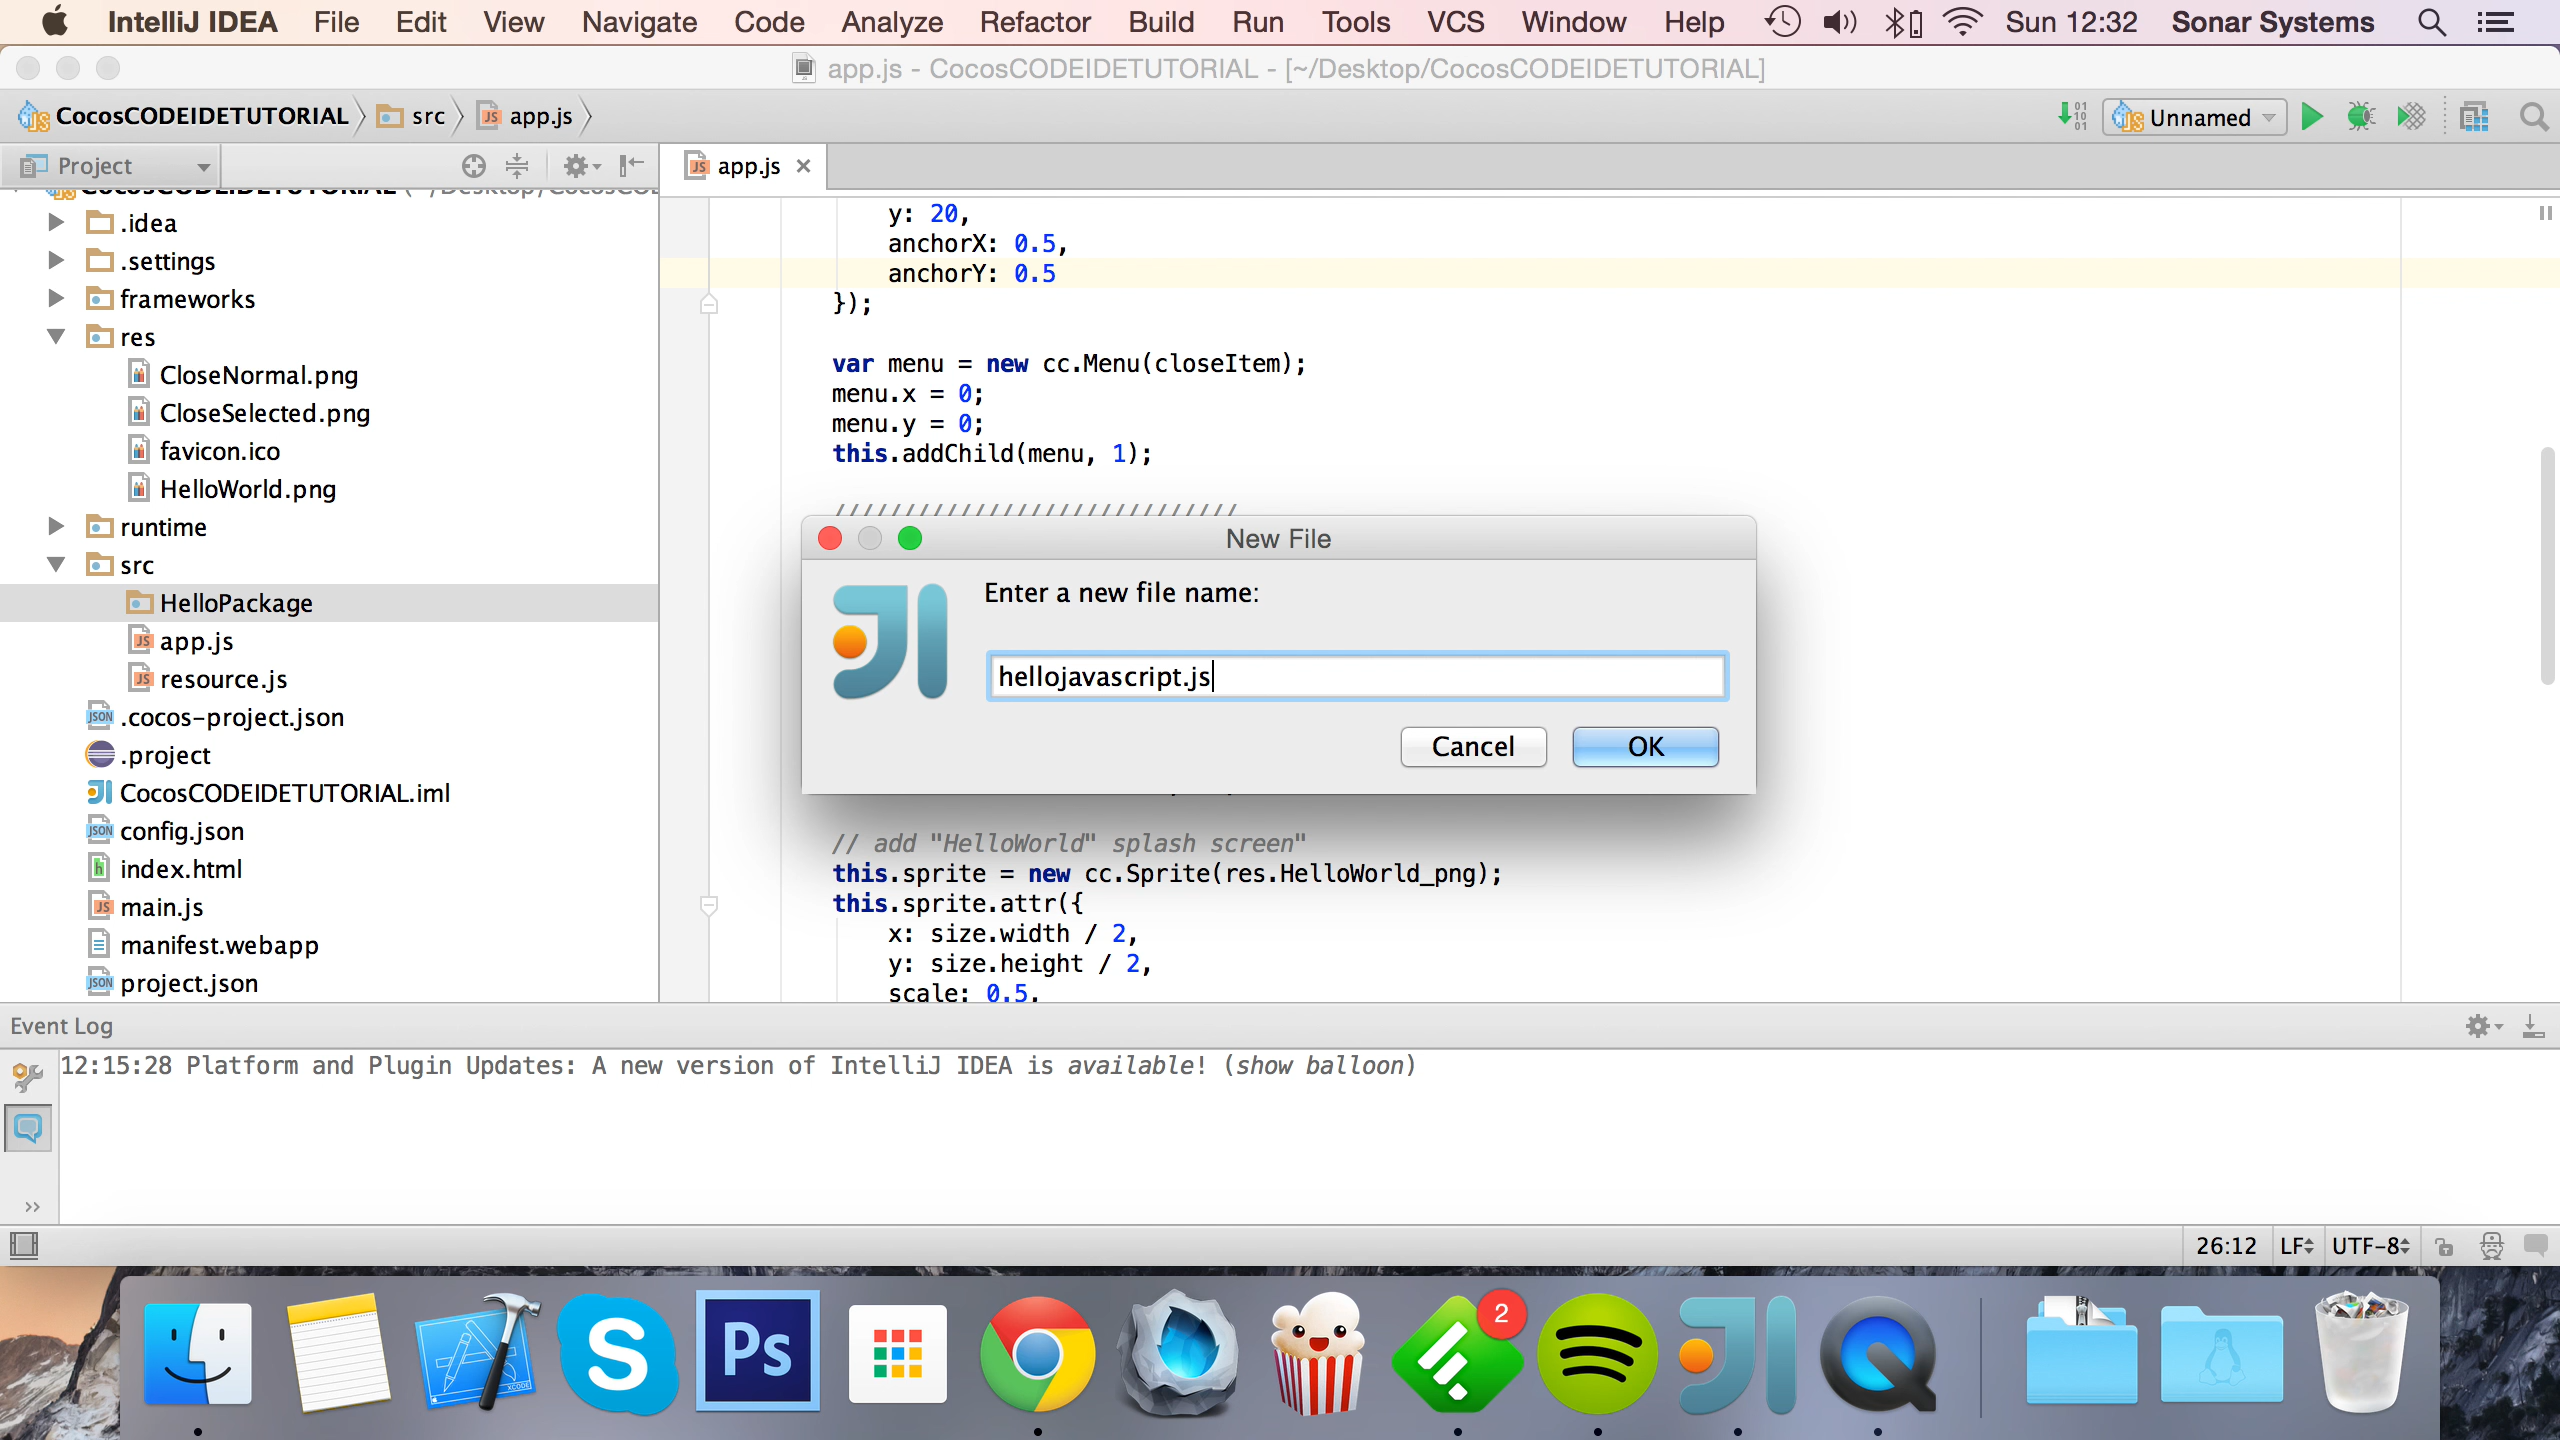 IntelliJ IDEA File Edit View Navigate Code Analyze Refactor Build Run Tools VCS Window Help Sun 12:32 Sonar Systems
app.js - CocosCODEIDETUTORIAL - [~/Desktop/CocosCODEIDETUTORIAL]
CocosCODEIDETUTORIAL src app.js Unnamed
Project
app.js
CocosCODEIDETUTORIAL (~/Desktop/CocosCOD
.idea
.settings
frameworks
res
CloseNormal.png
CloseSelected.png
favicon.ico
HelloWorld.png
runtime
src
HelloPackage
app.js
resource.js
.cocos-project.json
.project
CocosCODEIDETUTORIAL.iml
config.json
index.html
main.js
manifest.webapp
project.json
y: 20,
anchorX: 0.5,
anchorY: 0.5
});
var menu = new cc.Menu(closeItem);
menu.x = 0;
menu.y = 0;
this.addChild(menu, 1);
/////////////////////////////
New File
Enter a new file name:
hellojavascript.js
Cancel OK
// add "HelloWorld" splash screen"
this.sprite = new cc.Sprite(res.HelloWorld_png);
this.sprite.attr({
x: size.width / 2,
y: size.height / 2,
scale: 0.5,
Event Log
12:15:28 Platform and Plugin Updates: A new version of IntelliJ IDEA is available! (show balloon)
26:12 LF UTF-8
XCODE
Ps
2